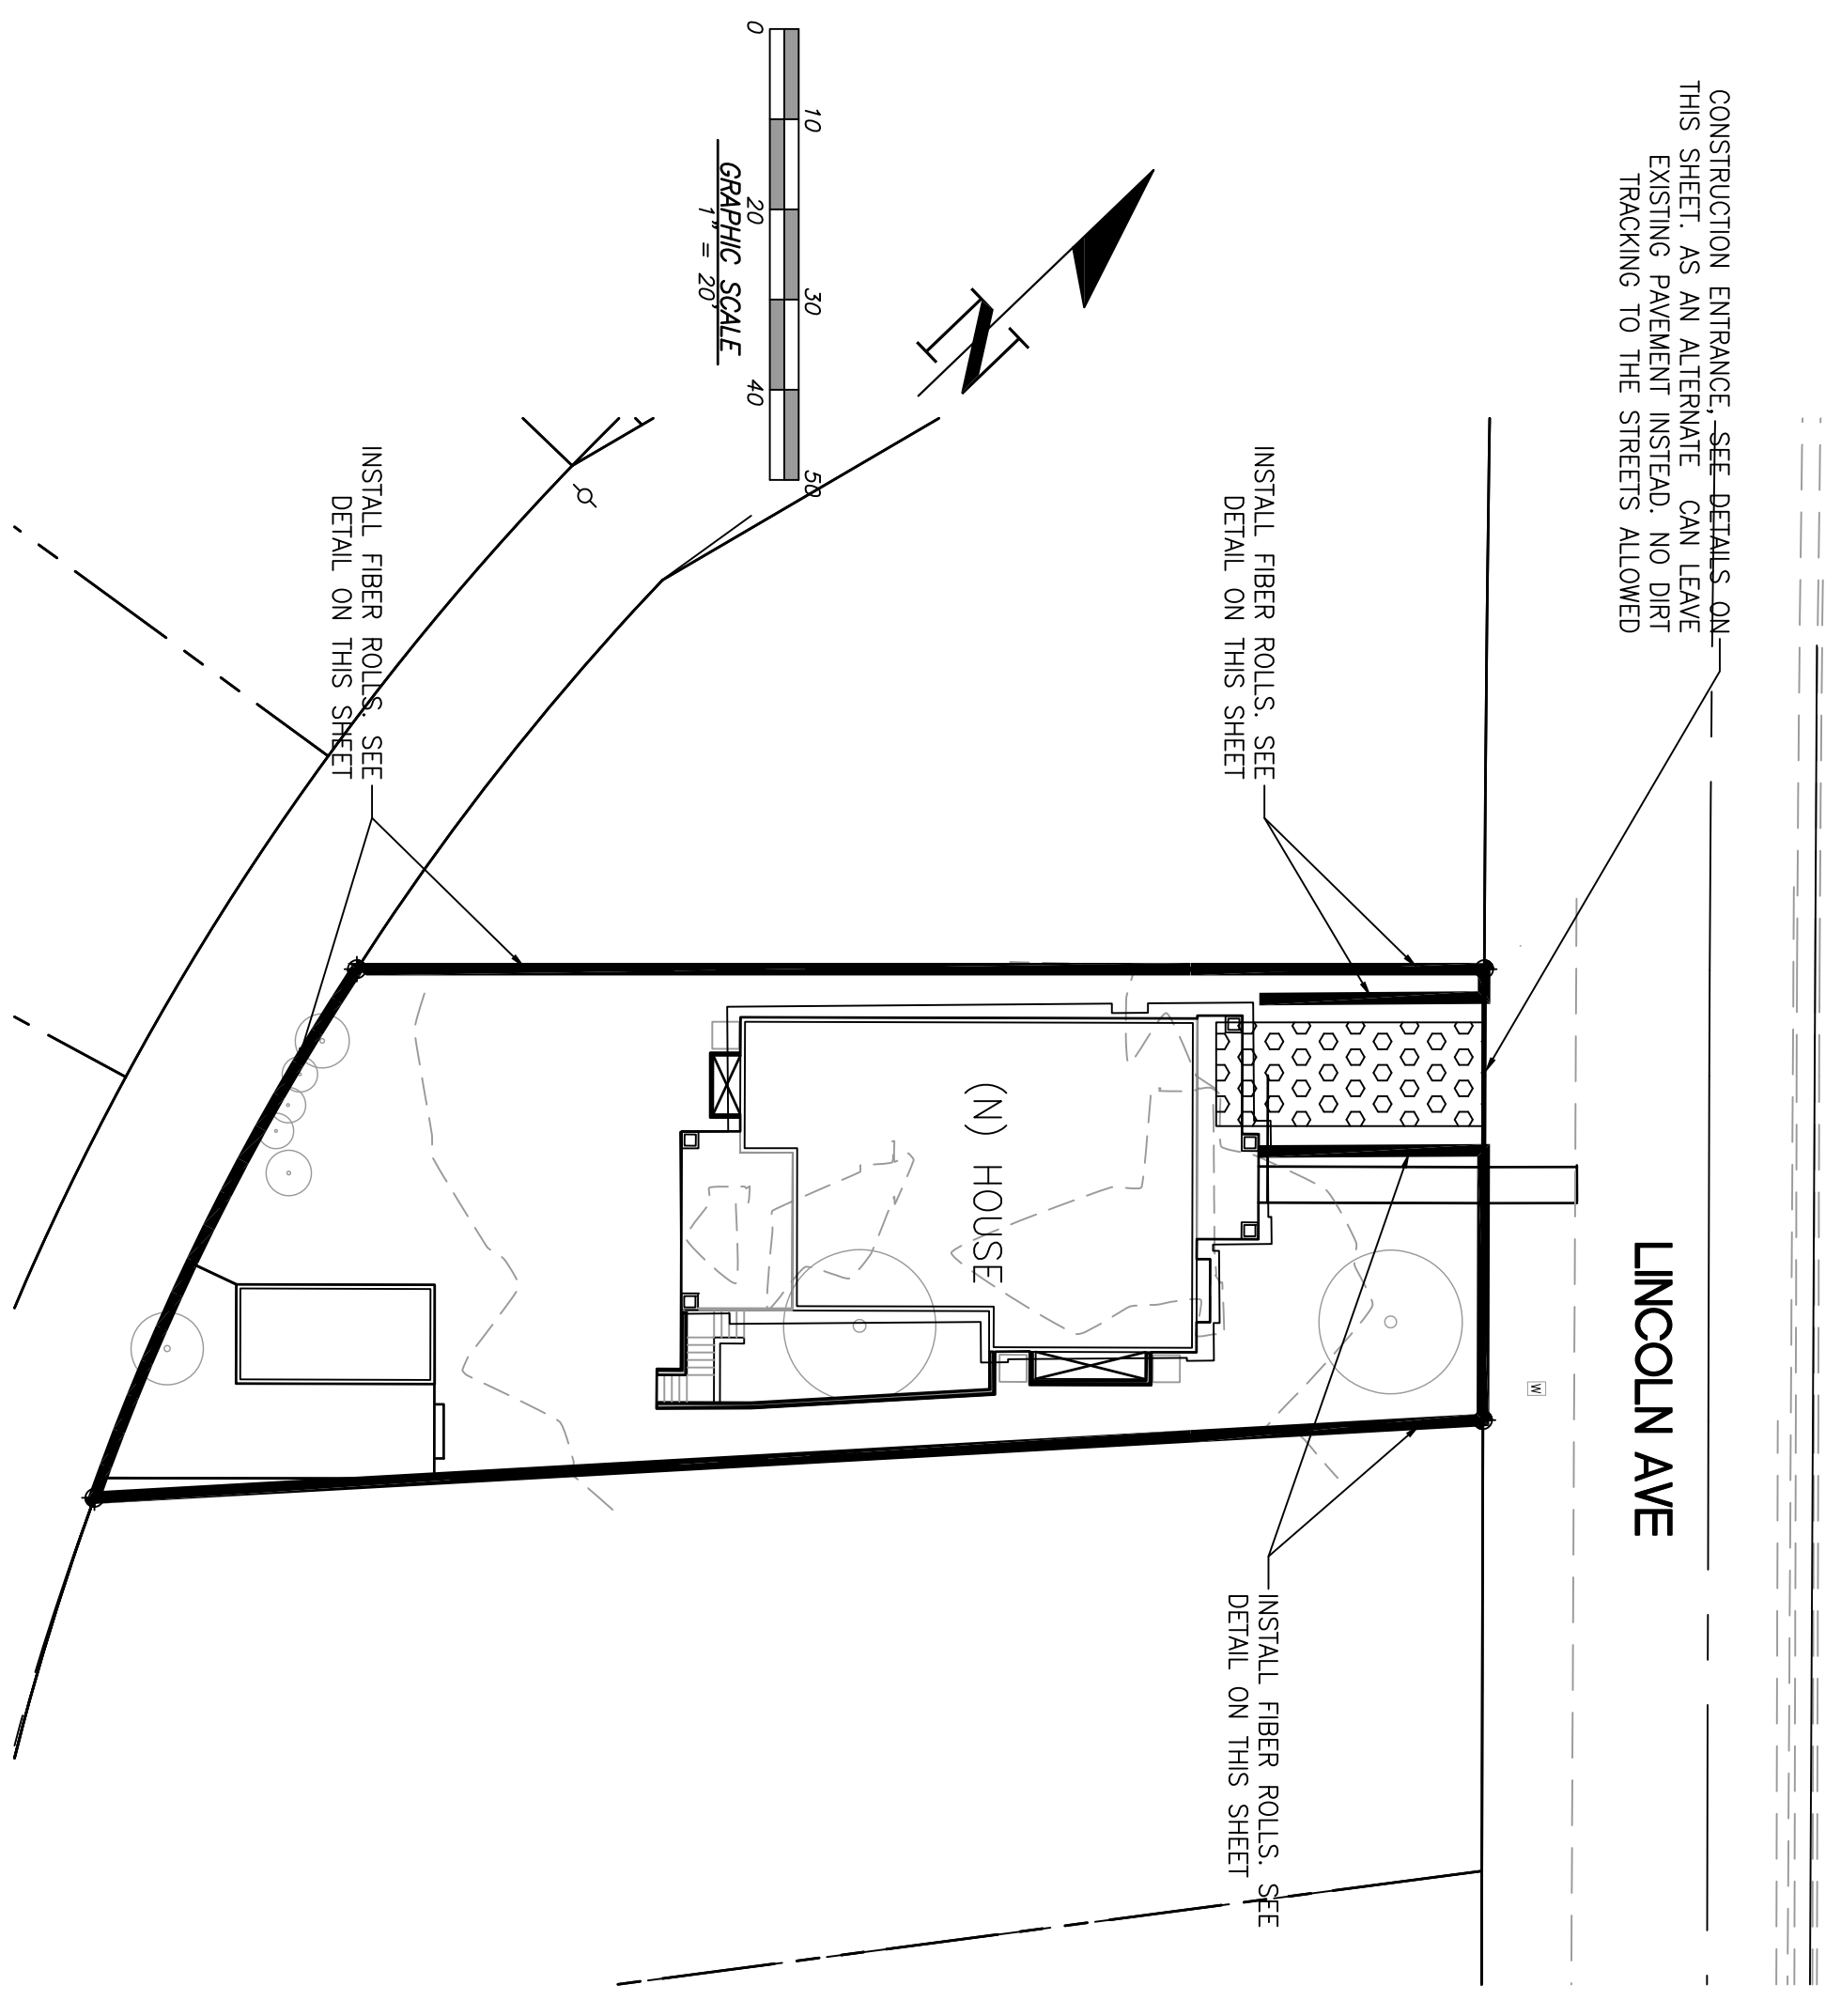 CONSTRUCTION ENTRANCE, SEE DETAILS ON
THIS SHEET. AS AN ALTERNATE CAN LEAVE
EXISTING PAVEMENT INSTEAD. NO DIRT
TRACKING TO THE STREETS ALLOWED
LINCOLN AVE
W
INSTALL FIBER ROLLS. SEE
DETAIL ON THIS SHEET
INSTALL FIBER ROLLS. SEE
DETAIL ON THIS SHEET
N
(N) HOUSE
0 10 20 30 40 50
GRAPHIC SCALE
1" = 20'
INSTALL FIBER ROLLS. SEE
DETAIL ON THIS SHEET